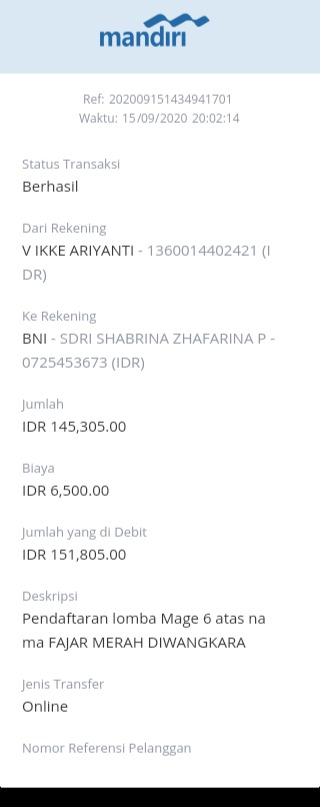 mandiri
Ref: 202009151434941701
Waktu: 15/09/2020 20:02:14
Status Transaksi
Berhasil
Dari Rekening
V IKKE ARIYANTI - 1360014402421 (I
DR)
Ke Rekening
BNI - SDRI SHABRINA ZHAFARINA P -
0725453673 (IDR)
Jumlah
IDR 145,305.00
Biaya
IDR 6,500.00
Jumlah yang di Debit
IDR 151,805.00
Deskripsi
Pendaftaran lomba Mage 6 atas na
ma FAJAR MERAH DIWANGKARA
Jenis Transfer
Online
Nomor Referensi Pelanggan